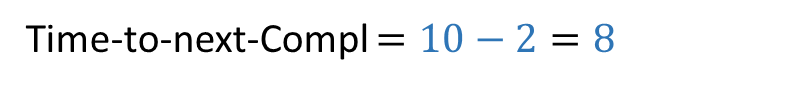 Time-to-next-Compl = 10 − 2 = 8